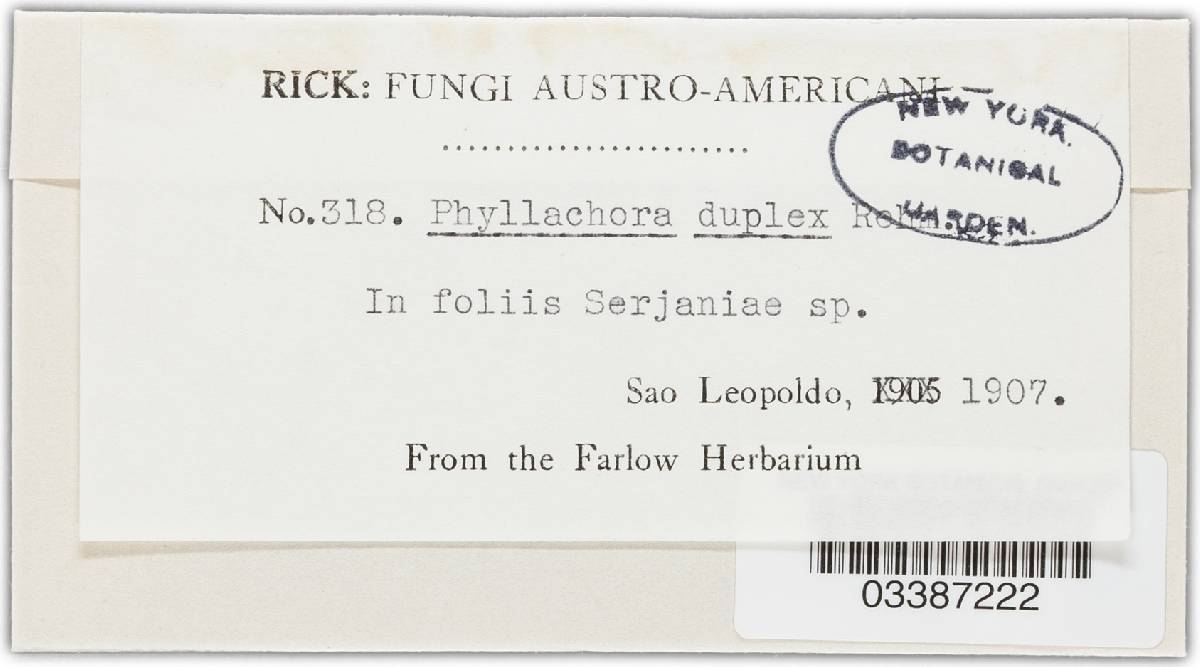 RICK: FUNGI AUSTRO-AMERICANI
........................
No.318. Phyllachora duplex
In foliis Serjaniae sp.
Sao Leopoldo, 1905 1907.
From the Farlow Herbarium
NEW YORK
BOTANICAL
GARDEN.
03387222